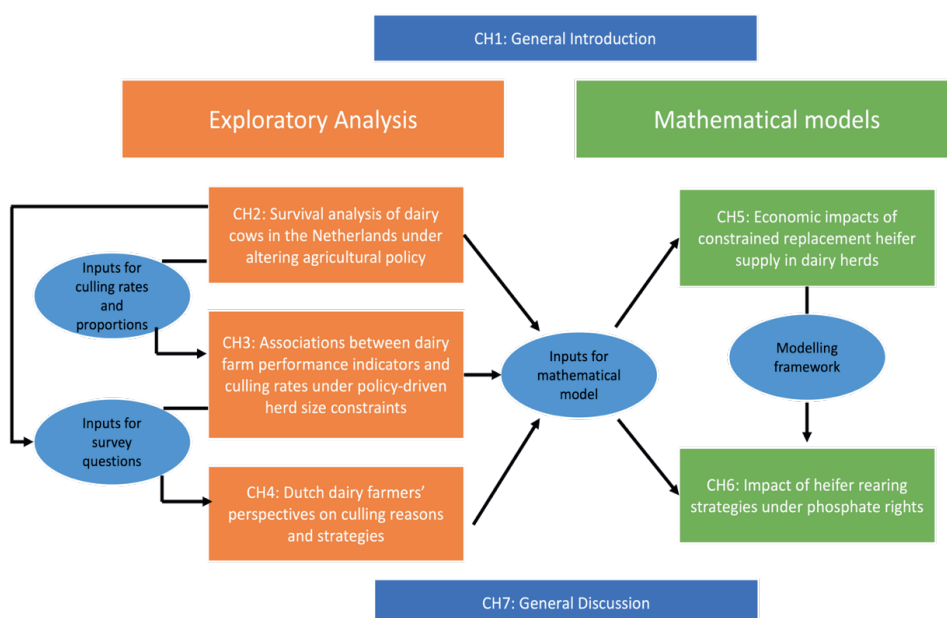 CH1: General Introduction
Exploratory Analysis
Mathematical models
CH2: Survival analysis of dairy
cows in the Netherlands under
altering agricultural policy
CH5: Economic impacts of
constrained replacement heifer
supply in dairy herds
Inputs for
culling rates
and
proportions
CH3: Associations between dairy
farm performance indicators and
culling rates under policy-driven
herd size constraints
Inputs for
mathematical
model
Modelling
framework
Inputs for
survey
questions
CH4: Dutch dairy farmers’
perspectives on culling reasons
and strategies
CH6: Impact of heifer rearing
strategies under phosphate rights
CH7: General Discussion